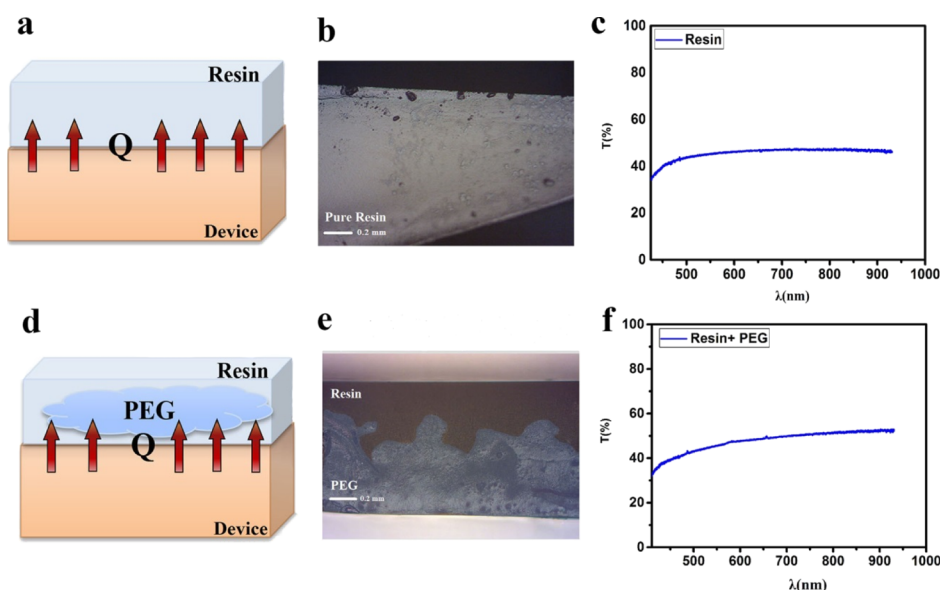 a
Resin
Q
Device
b
Pure Resin
0.2 mm
c
Resin
T(%)
100
80
60
40
20
0
500 600 700 800 900 1000
λ(nm)
d
Resin
PEG
Q
Device
e
Resin
PEG
0.2 mm
f
Resin+ PEG
T(%)
100
80
60
40
20
0
500 600 700 800 900 1000
λ(nm)